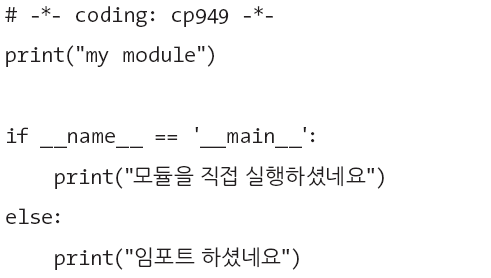 # -*- coding: cp949 -*-
print("my module")

if __name__ == '__main__':
    print("모듈을 직접 실행하셨네요")
else:
    print("임포트 하셨네요")